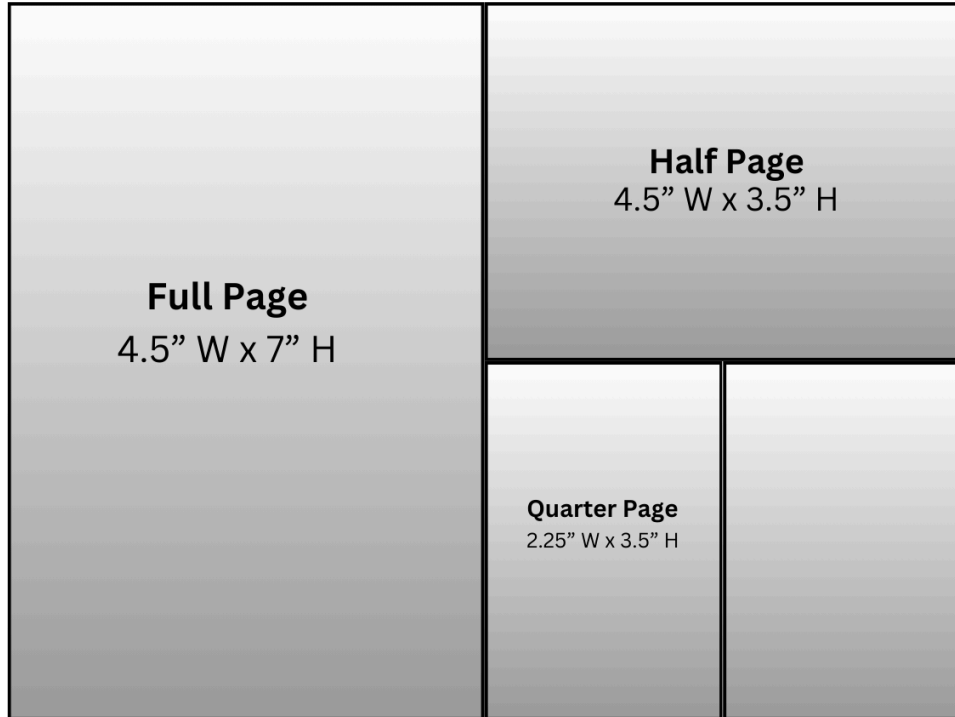 Full Page
4.5” W x 7” H
Half Page
4.5” W x 3.5” H
Quarter Page
2.25” W x 3.5” H